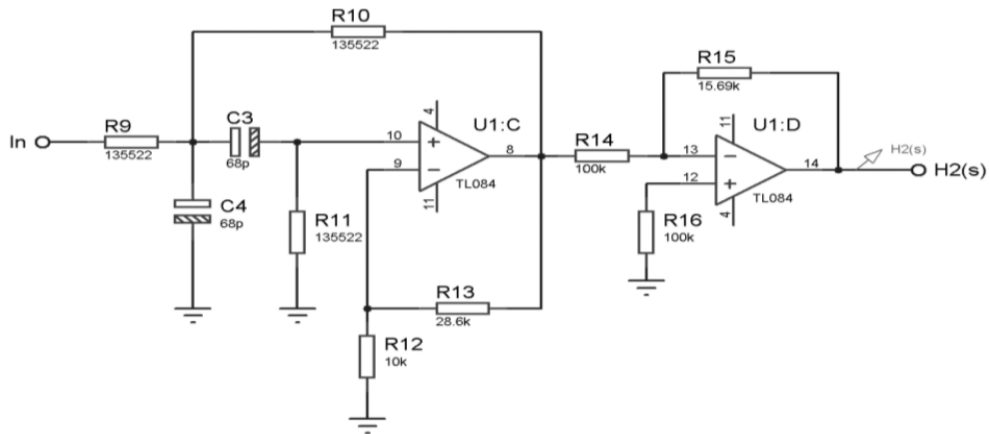 R10
135522
R15
15.69k
R9
135522
C3
68p
4
U1:C
11
U1:D
In
10
+
8
R14
13
−
14
H2(s)
H2(s)
9
−
TL084
100k
12
+
TL084
C4
68p
R11
135522
11
R16
100k
4
R13
28.6k
R12
10k